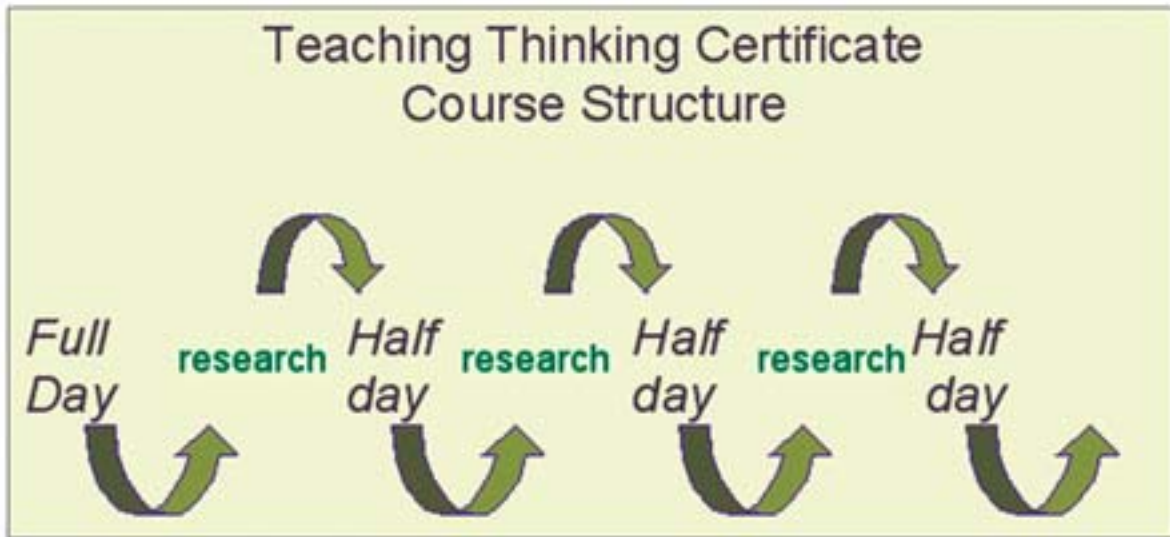 Teaching Thinking Certificate
Course Structure
Full
Day
research
Half
day
research
Half
day
research
Half
day